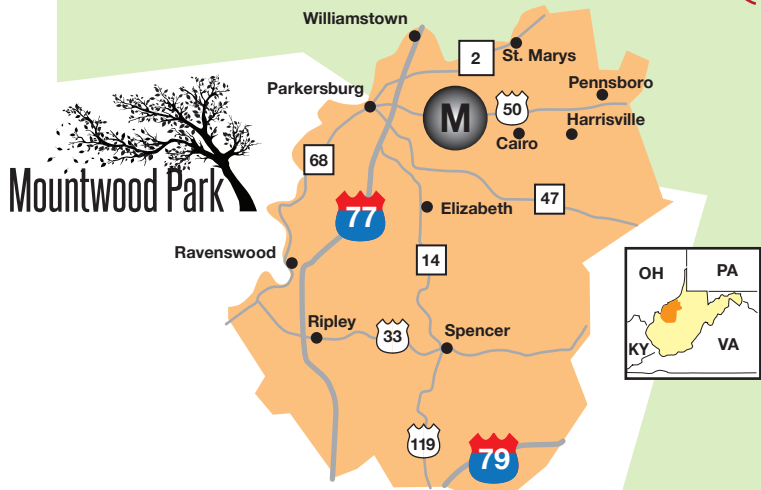 Williamstown
2
St. Marys
Pennsboro
Parkersburg
M
50
Harrisville
Cairo
68
Mountwood Park
47
77
Elizabeth
Ravenswood
14
OH
PA
Ripley
33
Spencer
KY
VA
119
79